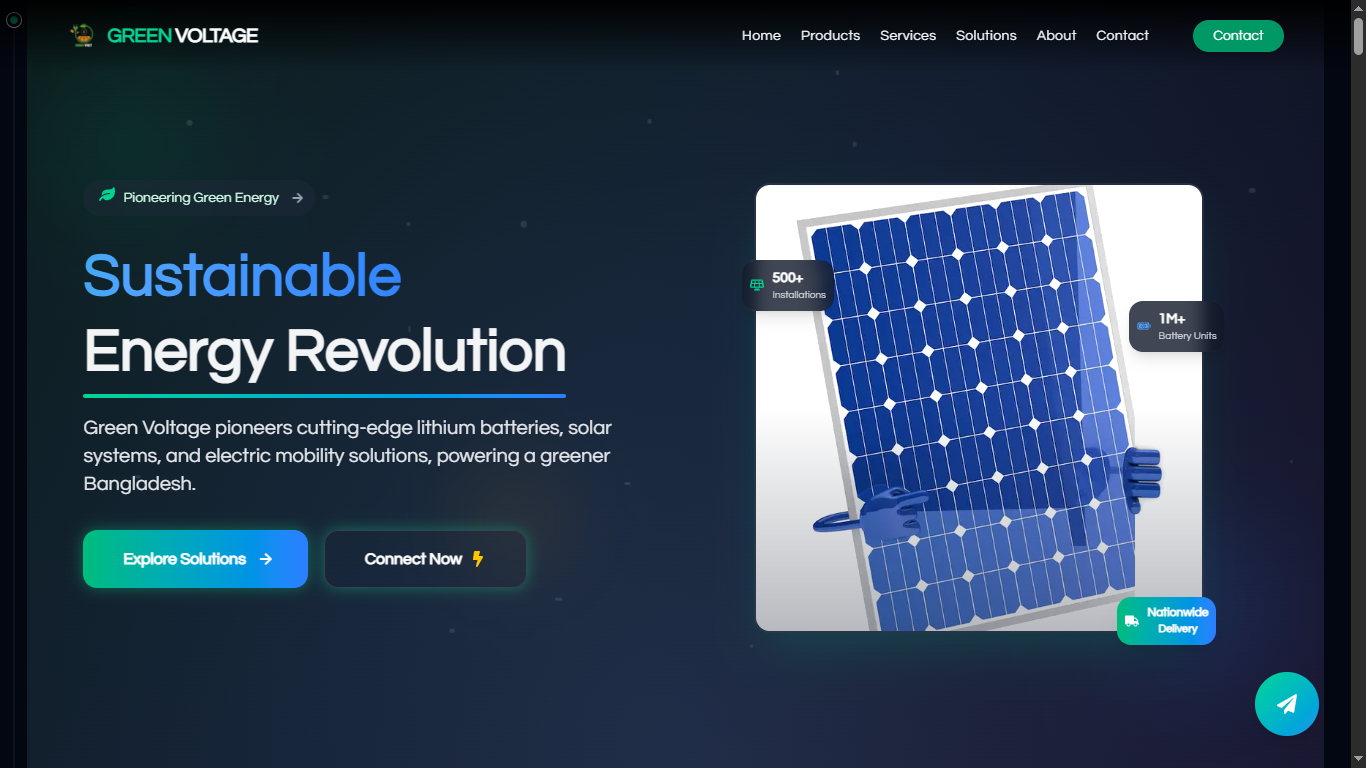 GREEN VOLTAGE
Home Products Services Solutions About Contact Contact
Pioneering Green Energy
Sustainable
Energy Revolution
Green Voltage pioneers cutting-edge lithium batteries, solar
systems, and electric mobility solutions, powering a greener
Bangladesh.
Explore Solutions
Connect Now
500+
Installations
1M+
Battery Units
Nationwide
Delivery